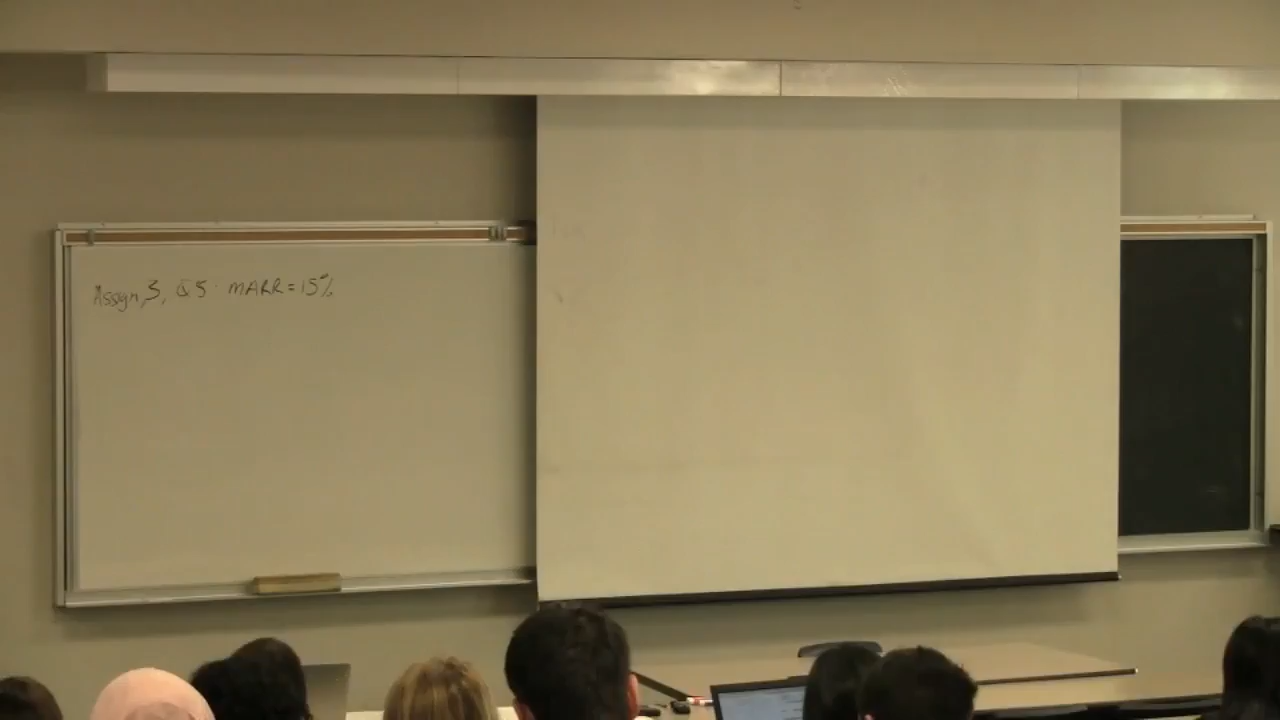 Assign 3, Q5: MARR = 15%